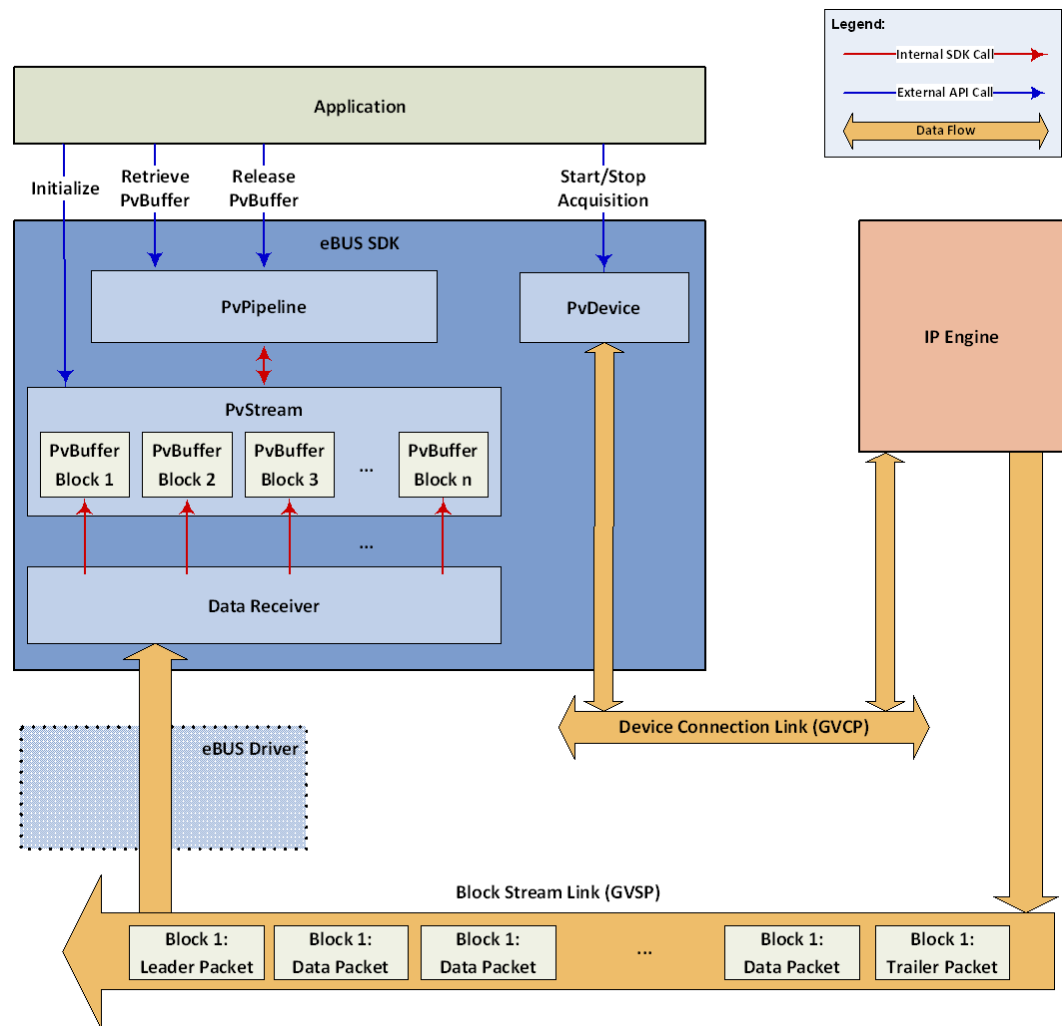 Legend:
Internal SDK Call
External API Call
Data Flow
Application
Initialize
Retrieve
PvBuffer
Release
PvBuffer
Start/Stop
Acquisition
eBUS SDK
PvPipeline
PvDevice
IP Engine
PvStream
PvBuffer
Block 1
PvBuffer
Block 2
PvBuffer
Block 3
...
PvBuffer
Block n
...
Data Receiver
Device Connection Link (GVCP)
eBUS Driver
Block Stream Link (GVSP)
Block 1:
Leader Packet
Block 1:
Data Packet
Block 1:
Data Packet
...
Block 1:
Data Packet
Block 1:
Trailer Packet